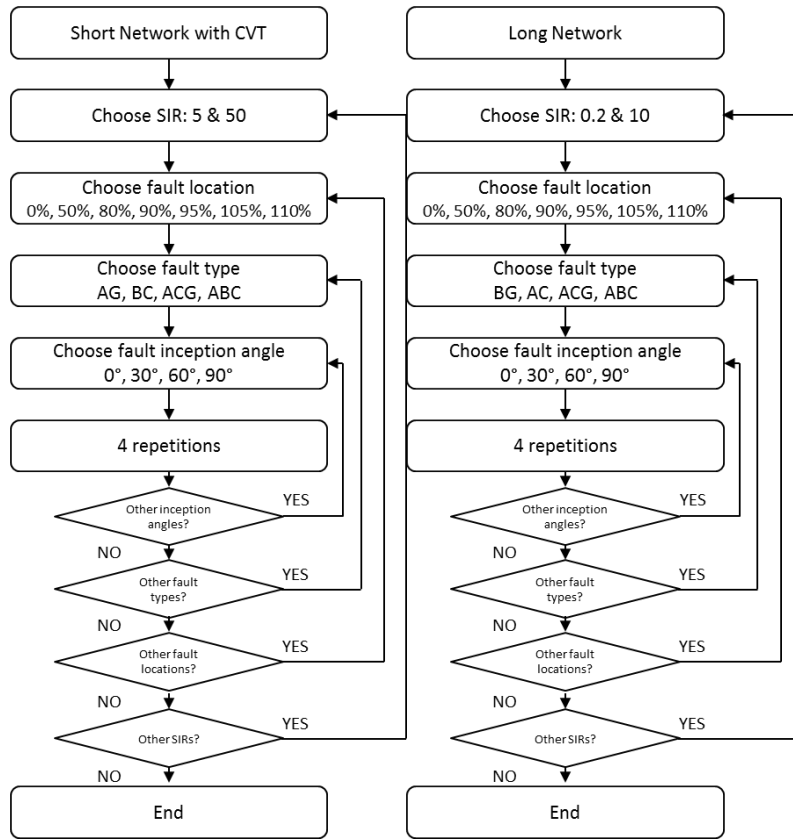 Short Network with CVT
Choose SIR: 5 & 50
Choose fault location
0%, 50%, 80%, 90%, 95%, 105%, 110%
Choose fault type
AG, BC, ACG, ABC
Choose fault inception angle
0°, 30°, 60°, 90°
4 repetitions
Other inception
angles?
YES
NO
Other fault
types?
YES
NO
Other fault
locations?
YES
NO
Other SIRs?
YES
NO
End
Long Network
Choose SIR: 0.2 & 10
Choose fault location
0%, 50%, 80%, 90%, 95%, 105%, 110%
Choose fault type
BG, AC, ACG, ABC
Choose fault inception angle
0°, 30°, 60°, 90°
4 repetitions
Other inception
angles?
YES
NO
Other fault
types?
YES
NO
Other fault
locations?
YES
NO
Other SIRs?
YES
NO
End